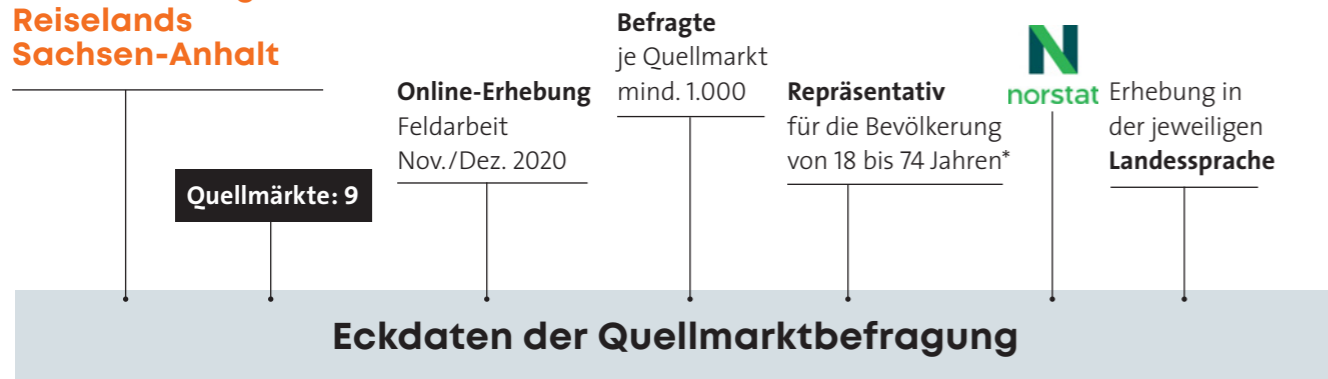 Reiselands
Sachsen-Anhalt
Quellmärkte: 9
Online-Erhebung
Feldarbeit
Nov./Dez. 2020
Befragte
je Quellmarkt
mind. 1.000
Repräsentativ
für die Bevölkerung
von 18 bis 74 Jahren*
N
norstat
Erhebung in
der jeweiligen
Landessprache
Eckdaten der Quellmarktbefragung